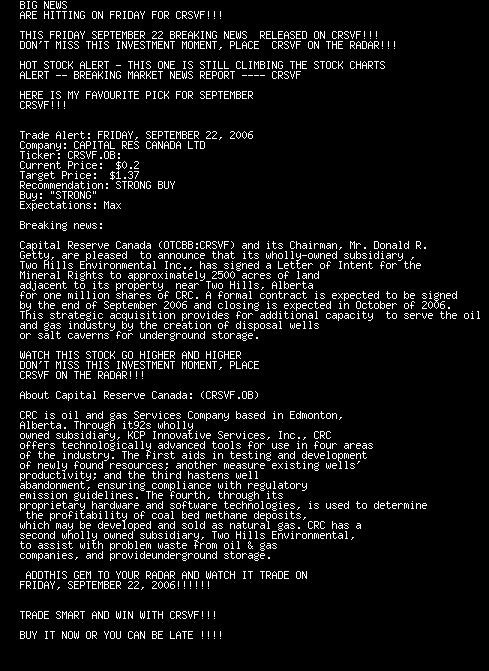 BIG NEWS
ARE HITTING ON FRIDAY FOR CRSVF!!!
THIS FRIDAY SEPTEMBER 22 BREAKING NEWS  RELEASED ON CRSVF!!!
DON'T MISS THIS INVESTMENT MOMENT, PLACE  CRSVF ON THE RADAR!!!
HOT STOCK ALERT - THIS ONE IS STILL CLIMBING THE STOCK CHARTS
ALERT -- BREAKING MARKET NEWS REPORT ---- CRSVF
HERE IS MY FAVOURITE PICK FOR SEPTEMBER
CRSVF!!!
Trade Alert: FRIDAY, SEPTEMBER 22, 2006
Company: CAPITAL RES CANADA LTD
Ticker: CRSVF.OB:
Current Price:  $0.2
Target Price:  $1.37
Recommendation: STRONG BUY
Buy: "STRONG"
Expectations: Max
Breaking news:
Capital Reserve Canada (OTCBB:CRSVF) and its Chairman, Mr. Donald R.
Getty, are pleased  to announce that its wholly-owned subsidiary ,
Two Hills Environmental Inc., has signed a Letter of Intent for the
Mineral Rights to approximately 2500 acres of land
adjacent to its property  near Two Hills, Alberta
for one million shares of CRC. A formal contract is expected to be signed
by the end of September 2006 and closing is expected in October of 2006.
This strategic acquisition provides for additional capacity  to serve the oil
and gas industry by the creation of disposal wells
or salt caverns for underground storage.
WATCH THIS STOCK GO HIGHER AND HIGHER
DON'T MISS THIS INVESTMENT MOMENT, PLACE
CRSVF ON THE RADAR!!!
About Capital Reserve Canada: (CRSVF.OB)
CRC is oil and gas Services Company based in Edmonton,
Alberta. Through it92s wholly
owned subsidiary, KCP Innovative Services, Inc., CRC
offers technologically advanced tools for use in four areas
of the industry. The first aids in testing and development
of newly found resources; another measure existing wells'
productivity; and the third hastens well
abandonment, ensuring compliance with regulatory
emission guidelines. The fourth, through its
proprietary hardware and software technologies, is used to determine
the profitability of coal bed methane deposits,
which may be developed and sold as natural gas. CRC has a
second wholly owned subsidiary, Two Hills Environmental,
to assist with problem waste from oil & gas
companies, and provideunderground storage.
ADDTHIS GEM TO YOUR RADAR AND WATCH IT TRADE ON
FRIDAY, SEPTEMBER 22, 2006!!!!!!
TRADE SMART AND WIN WITH CRSVF!!!
BUY IT NOW OR YOU CAN BE LATE !!!!